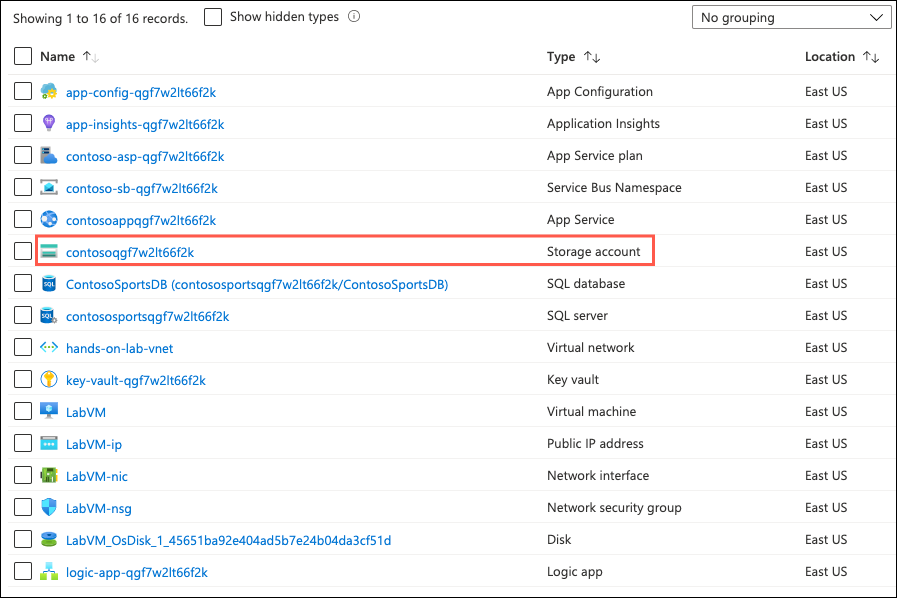 Showing 1 to 16 of 16 records. Show hidden types No grouping
Name Type Location
app-config-qgf7w2lt66f2k App Configuration East US
app-insights-qgf7w2lt66f2k Application Insights East US
contoso-asp-qgf7w2lt66f2k App Service plan East US
contoso-sb-qgf7w2lt66f2k Service Bus Namespace East US
contosoappqgf7w2lt66f2k App Service East US
contosoqgf7w2lt66f2k Storage account East US
ContosoSportsDB (contososportsqgf7w2lt66f2k/ContosoSportsDB) SQL database East US
contososportsqgf7w2lt66f2k SQL server East US
hands-on-lab-vnet Virtual network East US
key-vault-qgf7w2lt66f2k Key vault East US
LabVM Virtual machine East US
LabVM-ip Public IP address East US
LabVM-nic Network interface East US
LabVM-nsg Network security group East US
LabVM_OsDisk_1_45651ba92e404ad5b7e24b04da3cf51d Disk East US
logic-app-qgf7w2lt66f2k Logic app East US